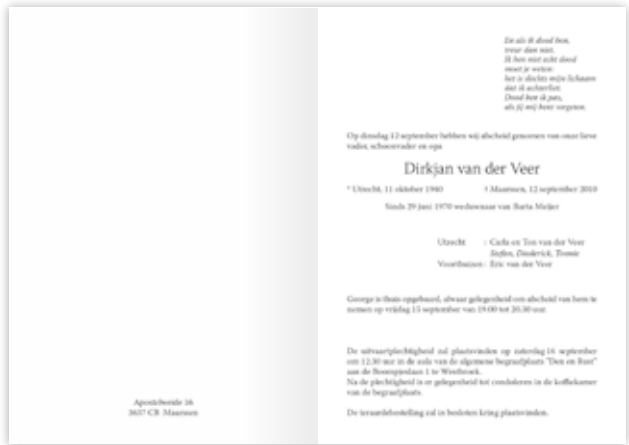 En als ik dood ben,
treur dan niet.
Ik ben niet echt dood
moet je weten
het is slechts mijn lichaam
dat ik achterliet.
Dood ben ik pas,
als jij mij bent vergeten.
Op dinsdag 12 september hebben wij afscheid genomen van onze lieve
vader, schoonvader en opa
Dirkjan van der Veer
* Utrecht, 11 oktober 1940 † Maarssen, 12 september 2010
Sinds 29 juni 1970 weduwnaar van Barta Meijer
Utrecht : Carla en Ton van der Veer
Stefan, Diederick, Tromie
Voorthuizen : Eric van der Veer
George is thuis opgebaard, alwaar gelegenheid om afscheid van hem te
nemen op vrijdag 15 september van 19.00 tot 20.30 uur.
De uitvaartplechtigheid zal plaatsvinden op zaterdag 16 september
om 12.30 uur in de aula van de algemene begraafplaats "Den en Rust"
aan de 1 te Westbroek.
Na de plechtigheid is er gelegenheid tot condoleren in de koffiekamer
van de begraafplaats.
De teraardebestelling zal in besloten kring plaatsvinden.
16
3607 CB Maarssen